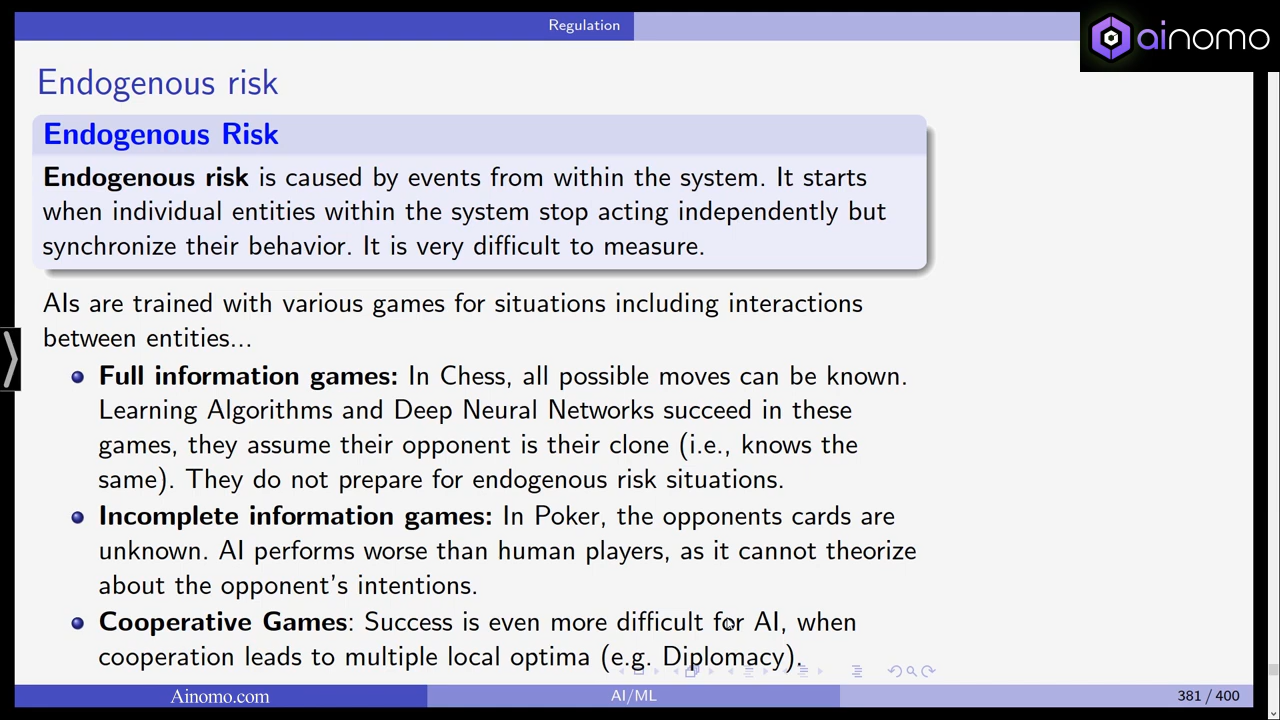 Regulation
ainomo
Endogenous risk
Endogenous Risk
Endogenous risk is caused by events from within the system. It starts
when individual entities within the system stop acting independently but
synchronize their behavior. It is very difficult to measure.
AIs are trained with various games for situations including interactions
between entities...
Full information games: In Chess, all possible moves can be known.
Learning Algorithms and Deep Neural Networks succeed in these
games, they assume their opponent is their clone (i.e., knows the
same). They do not prepare for endogenous risk situations.
Incomplete information games: In Poker, the opponents cards are
unknown. AI performs worse than human players, as it cannot theorize
about the opponent's intentions.
Cooperative Games: Success is even more difficult for AI, when
cooperation leads to multiple local optima (e.g. Diplomacy).
Ainomo.com
AI/ML
381 / 400